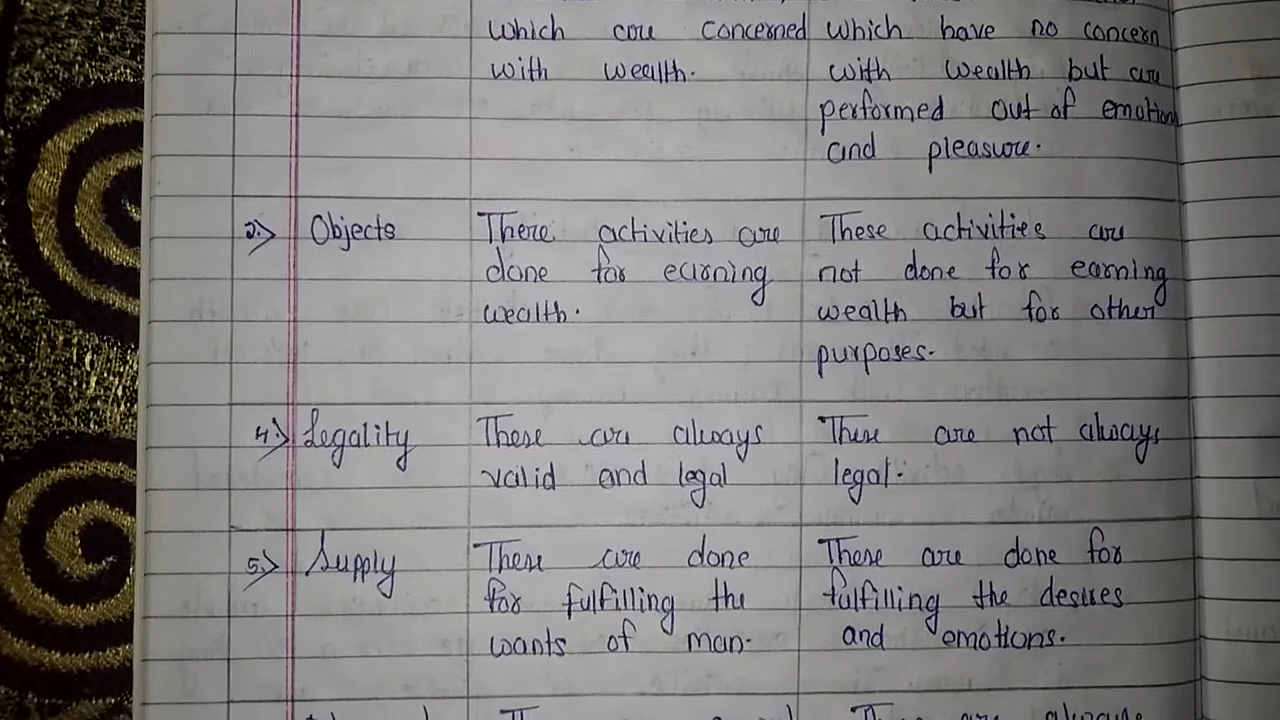 which are concerned
with wealth.
which have no concern
with wealth but are
performed out of emotion
and pleasure.
Objects
There activities are
done for earning
wealth.
These activities are
not done for earning
wealth but for other
purposes.
4.> Legality
These are always
valid and legal
These are not always
legal.
5.> Supply
These are done
for fulfilling the
wants of man.
These are done for
fulfilling the desires
and emotions.